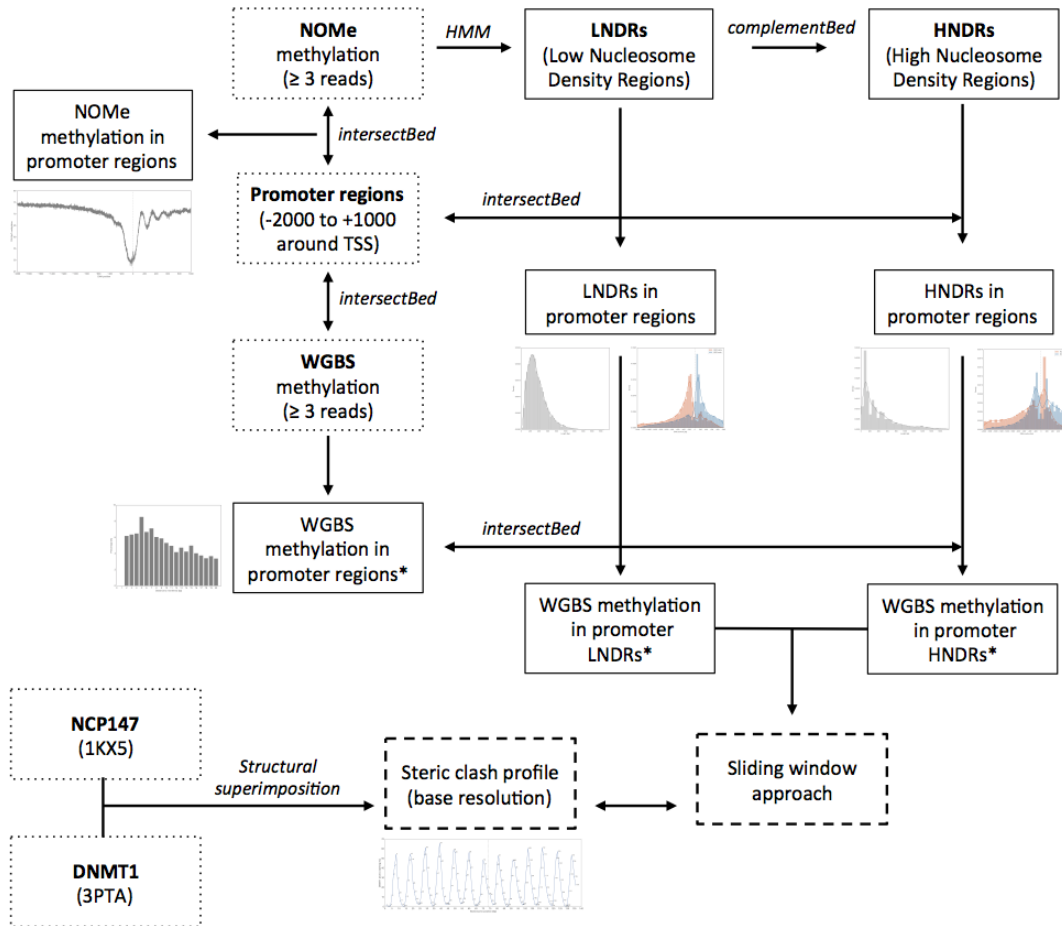 NOMe
methylation
(≥ 3 reads)
HMM
LNDRs
(Low Nucleosome
Density Regions)
complementBed
HNDRs
(High Nucleosome
Density Regions)
NOMe
methylation in
promoter regions
intersectBed
Promoter regions
(-2000 to +1000
around TSS)
intersectBed
intersectBed
LNDRs in
promoter regions
HNDRs in
promoter regions
WGBS
methylation
(≥ 3 reads)
WGBS
methylation in
promoter regions*
intersectBed
WGBS methylation
in promoter
LNDRs*
WGBS methylation
in promoter
HNDRs*
NCP147
(1KX5)
Structural
superimposition
Steric clash profile
(base resolution)
Sliding window
approach
DNMT1
(3PTA)